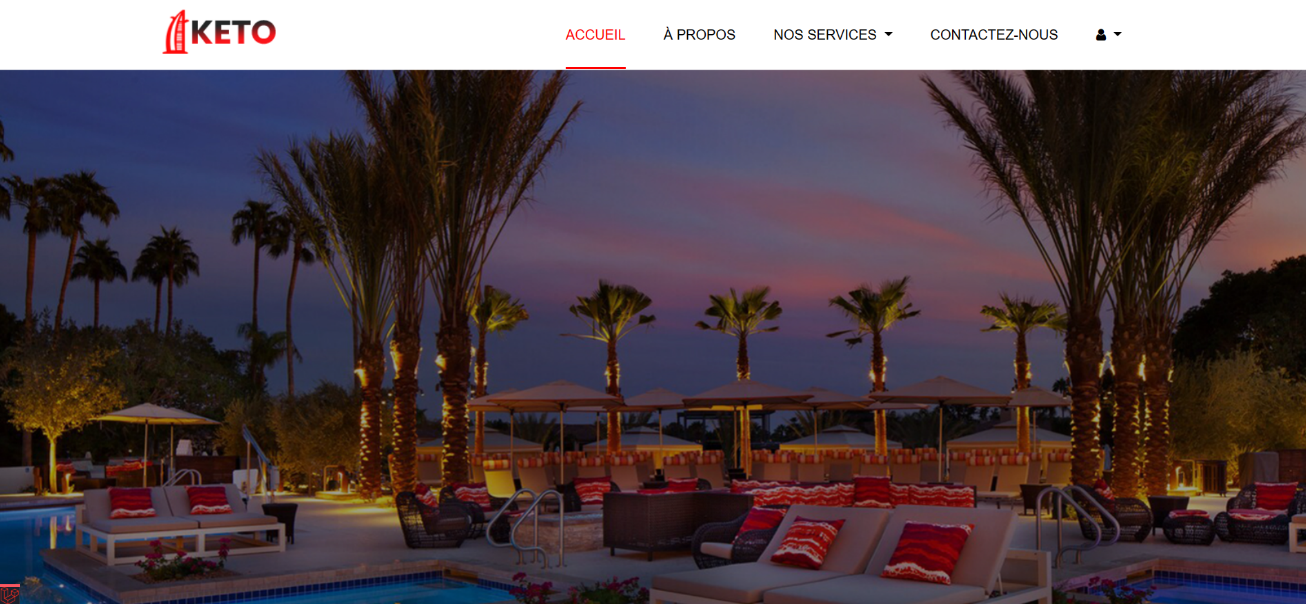 KETO
ACCUEIL
À PROPOS
NOS SERVICES
CONTACTEZ-NOUS